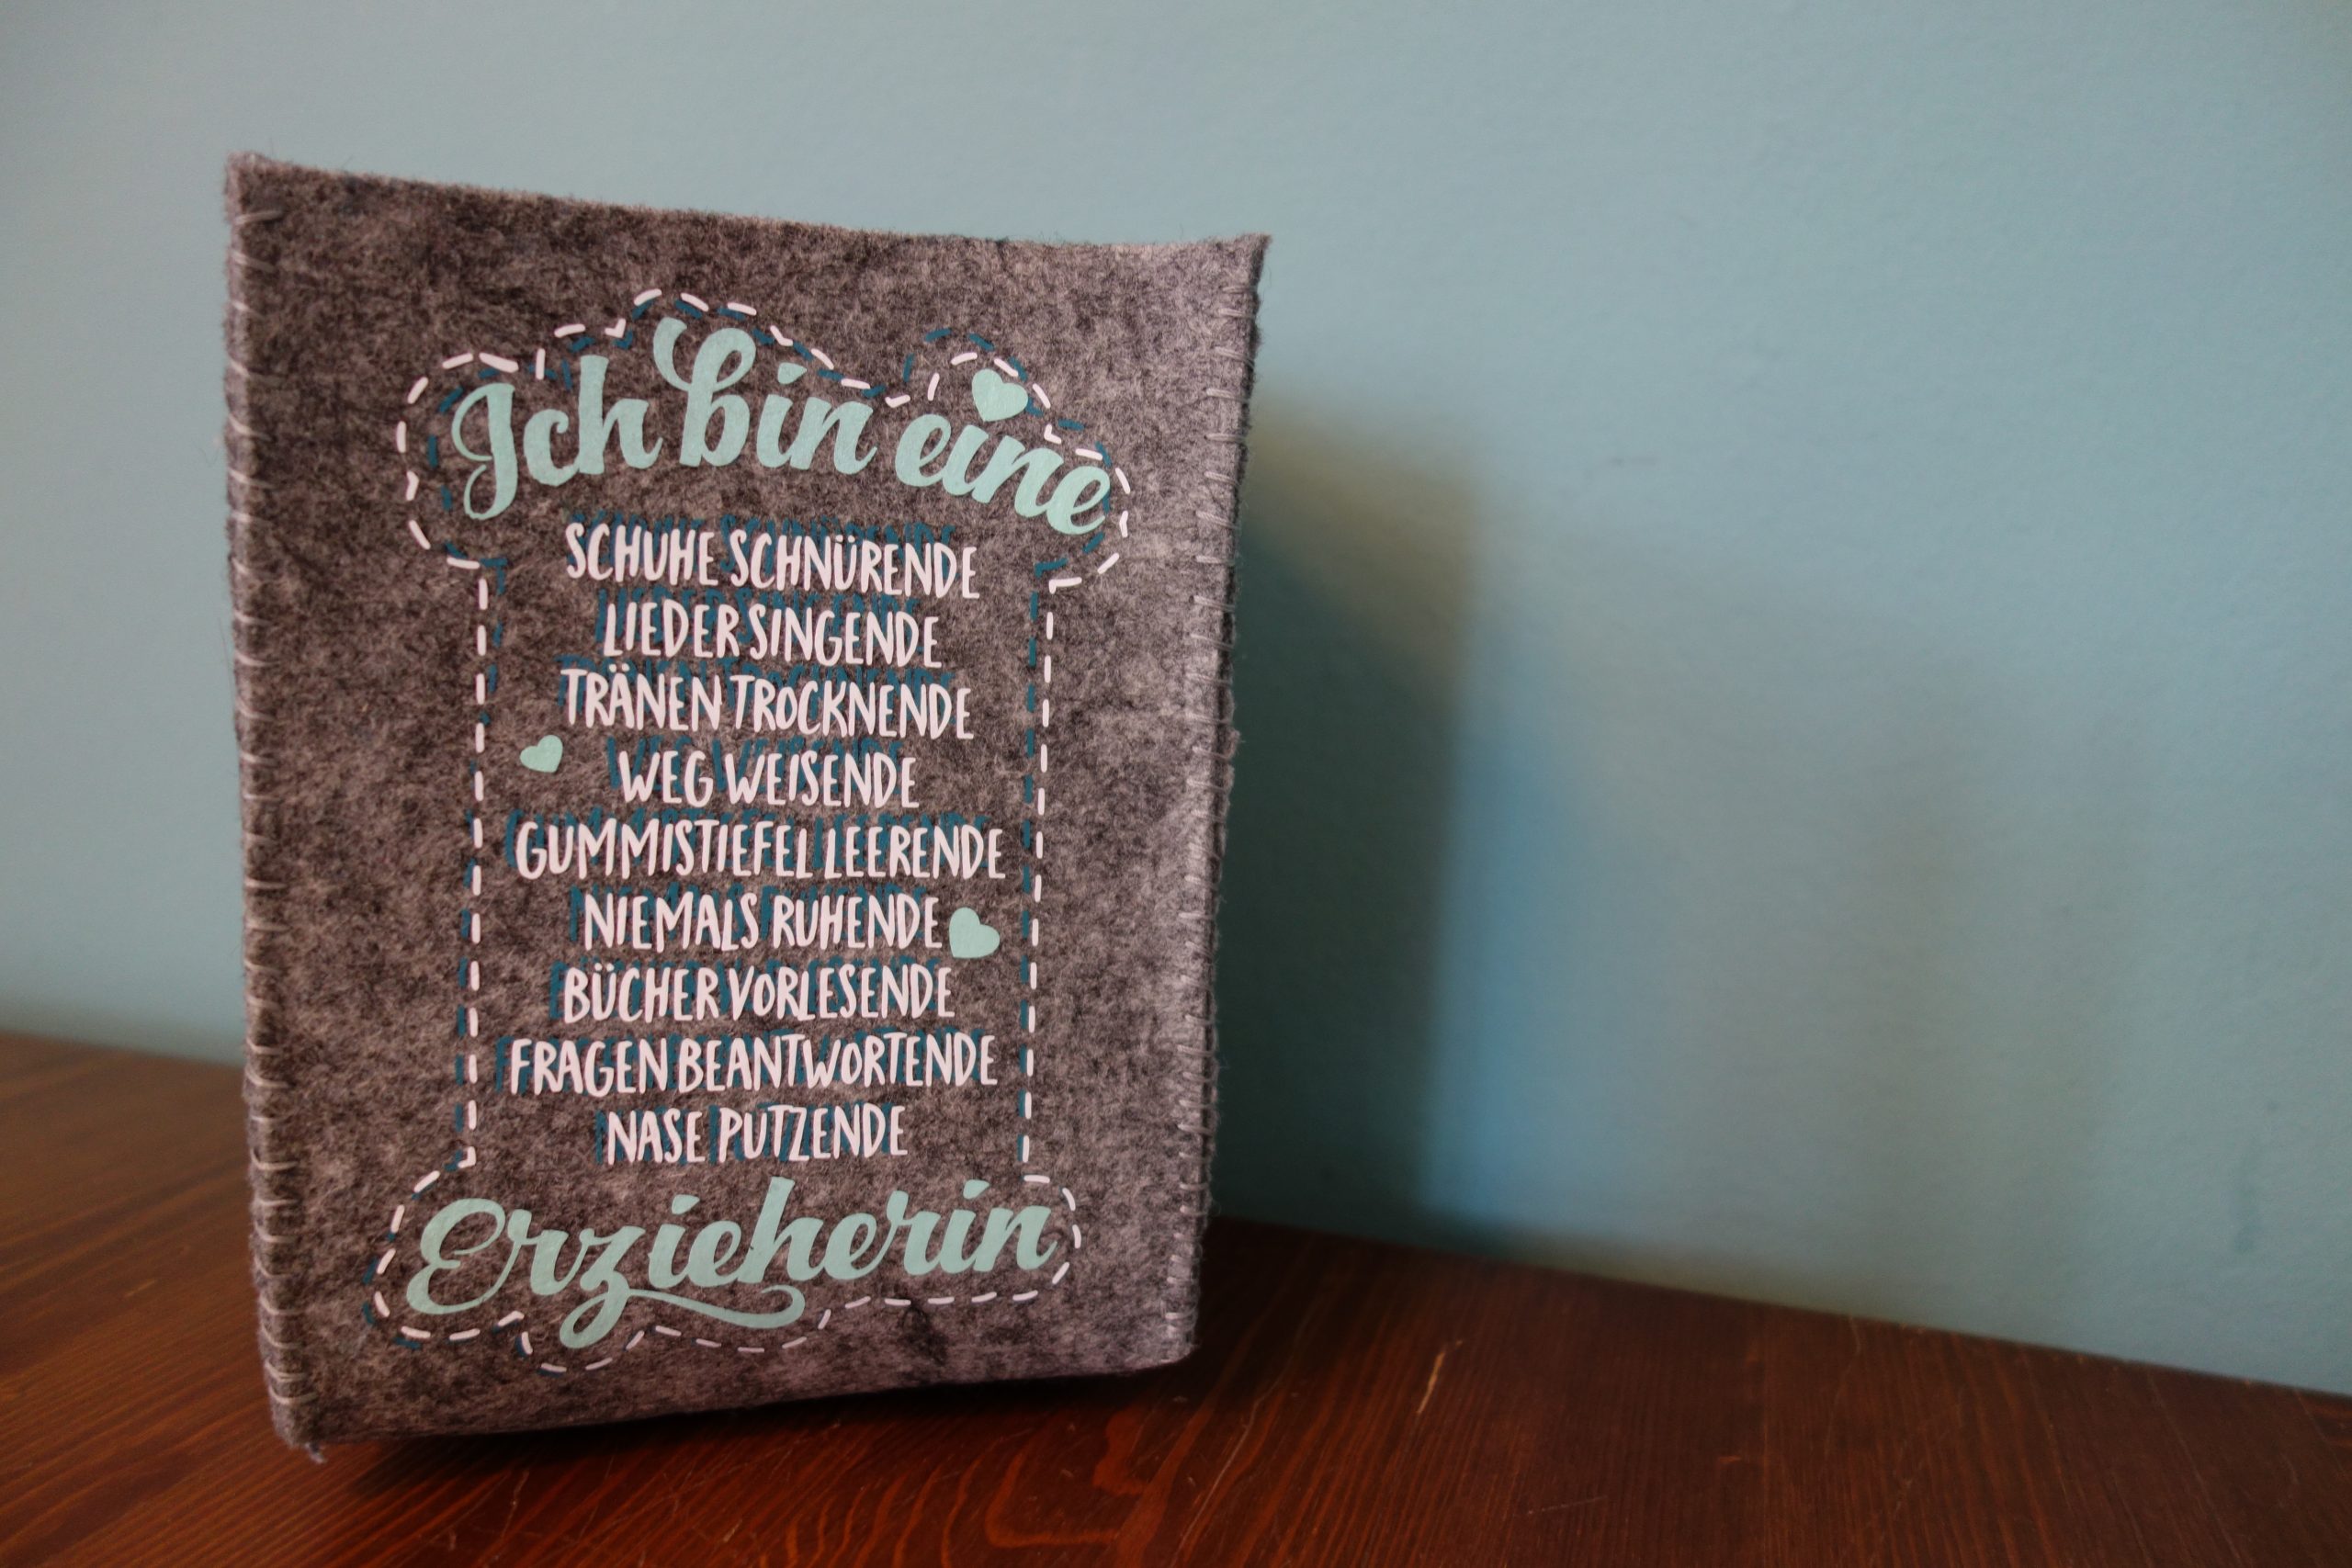 Ich bin eine
SCHUHE SCHNÜRENDE
LIEDER SINGENDE
TRÄNEN TROCKNENDE
WEG WEISENDE
GUMMISTIEFEL LEERENDE
NIEMALS RUHENDE
BÜCHER VORLESENDE
FRAGEN BEANTWORTENDE
NASE PUTZENDE
Erzieherin